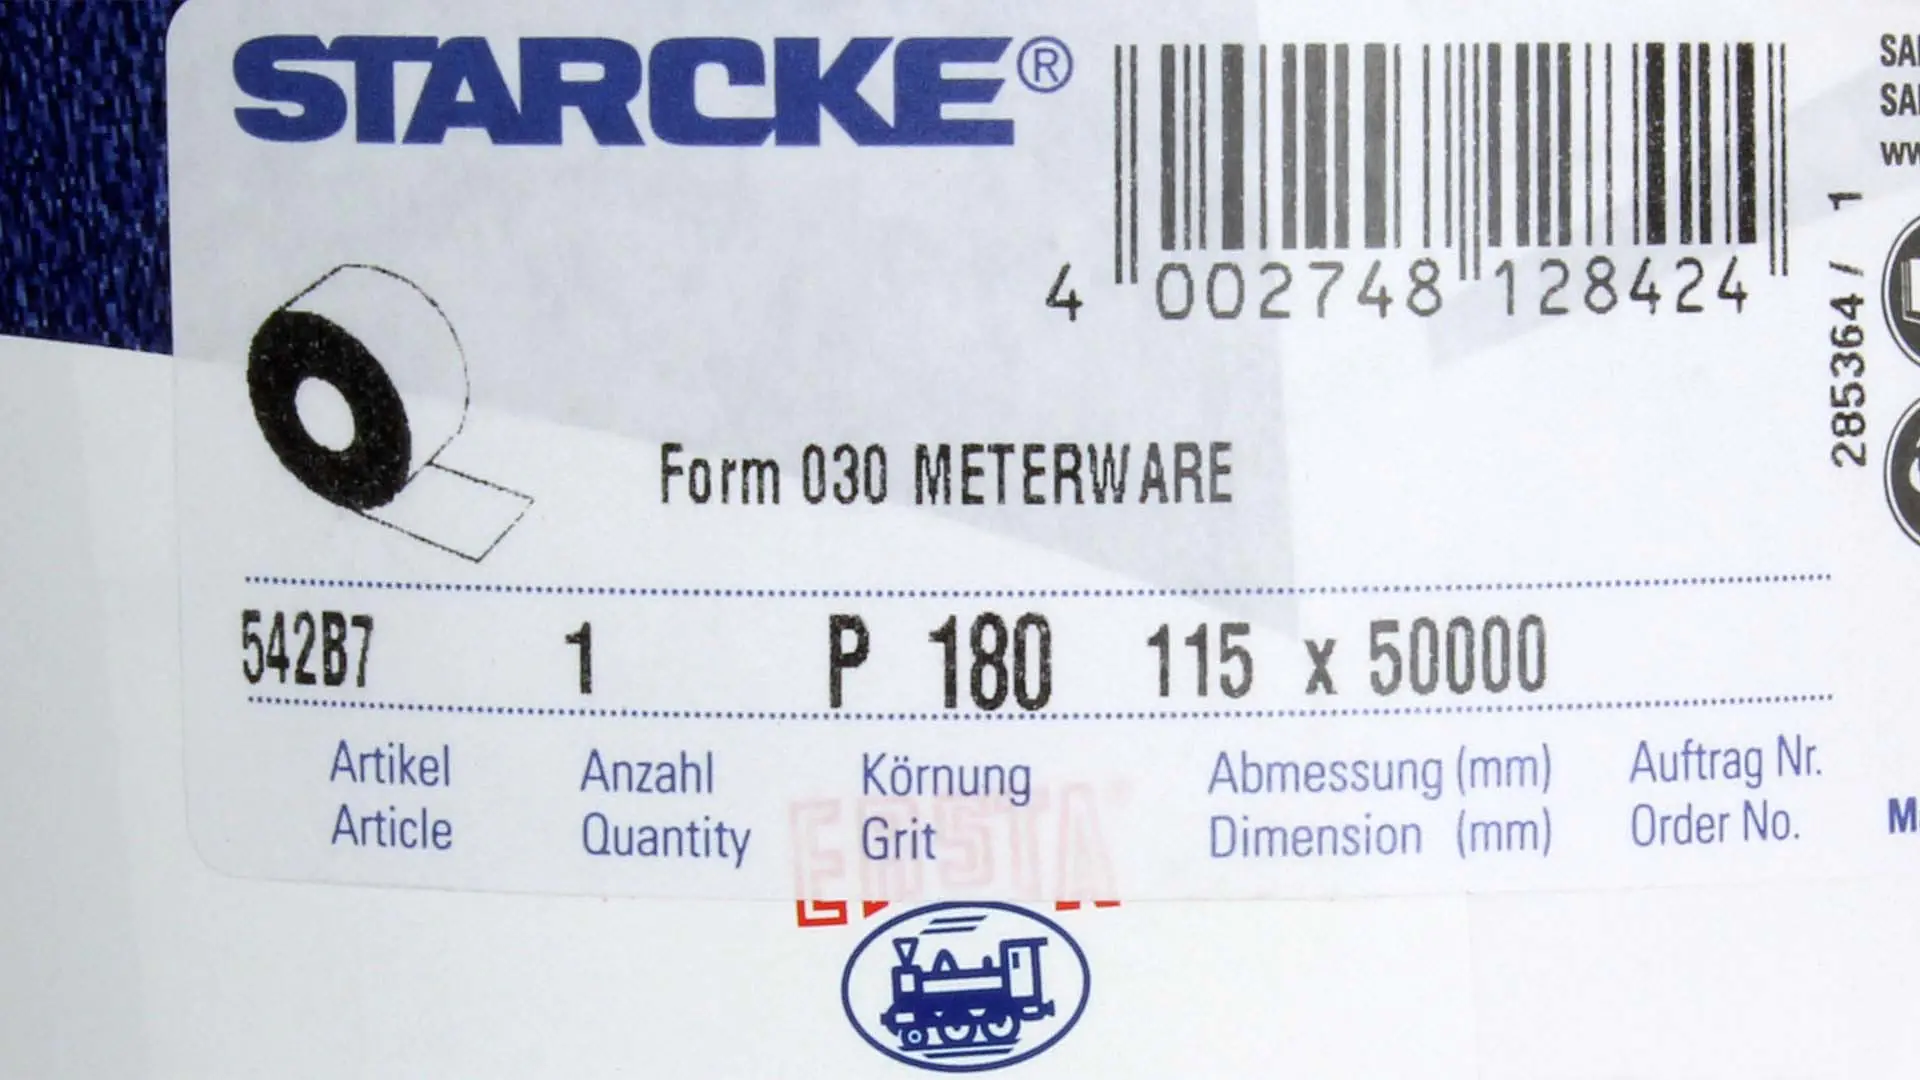 STARCKE®
4 002748 128424
285364 / 1
Form 030 METERWARE
542B7 1 P 180 115 x 50000
Artikel Anzahl Körnung Abmessung (mm) Auftrag Nr.
Article Quantity Grit Dimension (mm) Order No.
ERSTA®